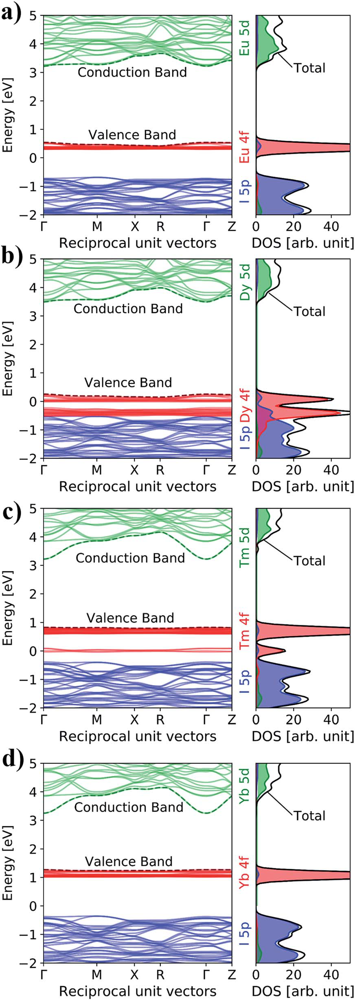 a)
5
4
3
2
1
0
−1
−2
Energy [eV]
Conduction Band
Valence Band
Γ M X R Γ Z
Reciprocal unit vectors
Eu 5d
Eu 4f
I 5p
Total
0 20 40
DOS [arb. unit]
b)
5
4
3
2
1
0
−1
−2
Energy [eV]
Conduction Band
Valence Band
Γ M X R Γ Z
Reciprocal unit vectors
Dy 5d
Dy 4f
I 5p
Total
0 20 40
DOS [arb. unit]
c)
5
4
3
2
1
0
−1
−2
Energy [eV]
Conduction Band
Valence Band
Γ M X R Γ Z
Reciprocal unit vectors
Tm 5d
Tm 4f
I 5p
Total
0 20 40
DOS [arb. unit]
d)
5
4
3
2
1
0
−1
−2
Energy [eV]
Conduction Band
Valence Band
Γ M X R Γ Z
Reciprocal unit vectors
Yb 5d
Yb 4f
I 5p
Total
0 20 40
DOS [arb. unit]